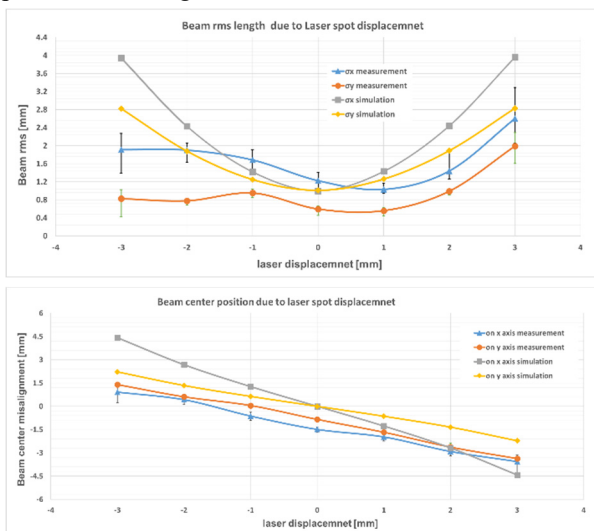 Beam rms length due to Laser spot displacemnet
4.4
4
3.6
3.2
2.8
2.4
2
1.6
1.2
0.8
0.4
0
Beam rms [mm]
σx measurement
σy measurement
σx simulation
σy simulation
-4 -3 -2 -1 0 1 2 3 4
laser displacemnet [mm]
Beam center position due to laser spot displacemnet
6
4.5
3
1.5
0
-1.5
-3
-4.5
-6
Beam center misalignment [mm]
on x axis measurement
on y axis measurement
on x axis simulation
on y axis simulation
-4 -3 -2 -1 0 1 2 3 4
laser displacemnet [mm]